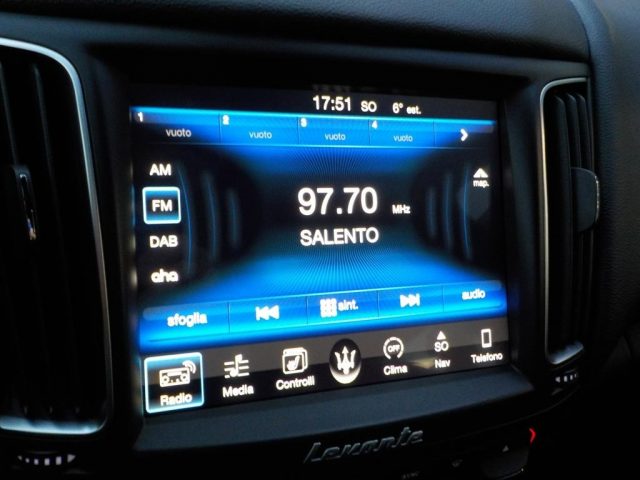 17:51 SO 6° est.
1 2 3 4
vuoto vuoto vuoto vuoto
AM
FM
DAB
aha
97.70 MHz
SALENTO
map.
sfoglia sint. audio
Radio Media Controlli OFF Clima SO Nav Telefono
Levante